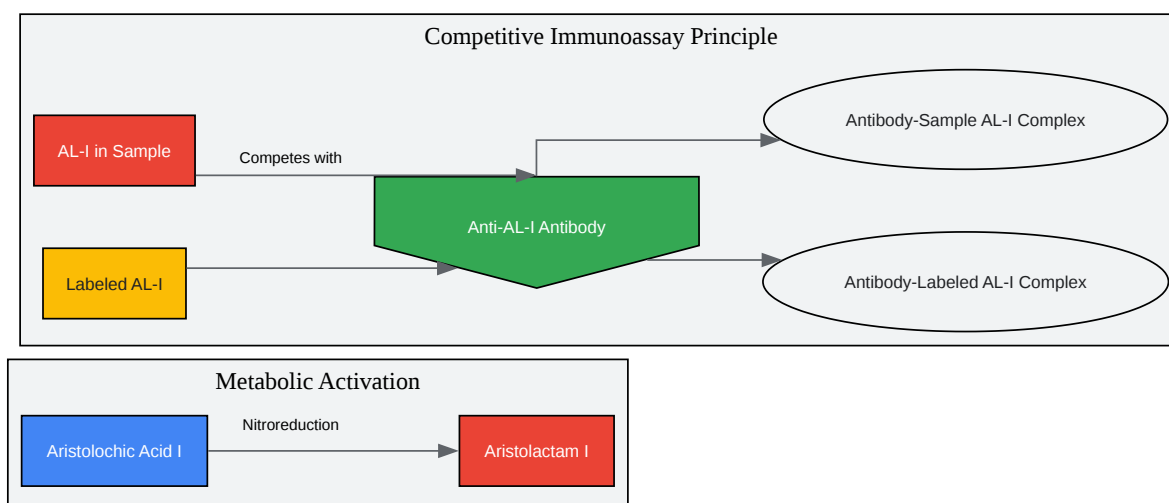 Competitive Immunoassay Principle
AL-I in Sample
Competes with
Antibody-Sample AL-I Complex
Anti-AL-I Antibody
Labeled AL-I
Antibody-Labeled AL-I Complex
Metabolic Activation
Aristolochic Acid I
Nitroreduction
Aristolactam I